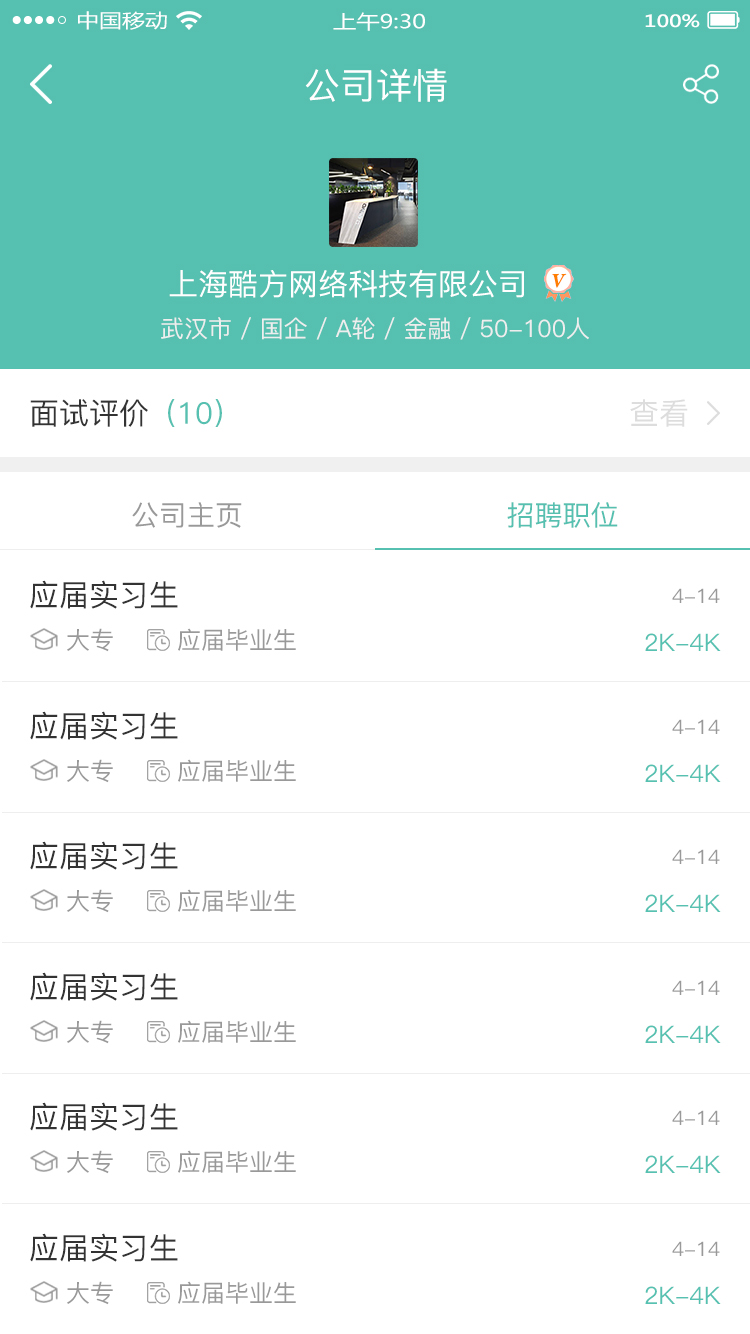 中国移动 上午9:30 100%
公司详情
上海酷方网络科技有限公司 V
武汉市 / 国企 / A轮 / 金融 / 50-100人
面试评价（10） 查看
公司主页 招聘职位
应届实习生 4-14
大专 应届毕业生 2K-4K
应届实习生 4-14
大专 应届毕业生 2K-4K
应届实习生 4-14
大专 应届毕业生 2K-4K
应届实习生 4-14
大专 应届毕业生 2K-4K
应届实习生 4-14
大专 应届毕业生 2K-4K
应届实习生 4-14
大专 应届毕业生 2K-4K